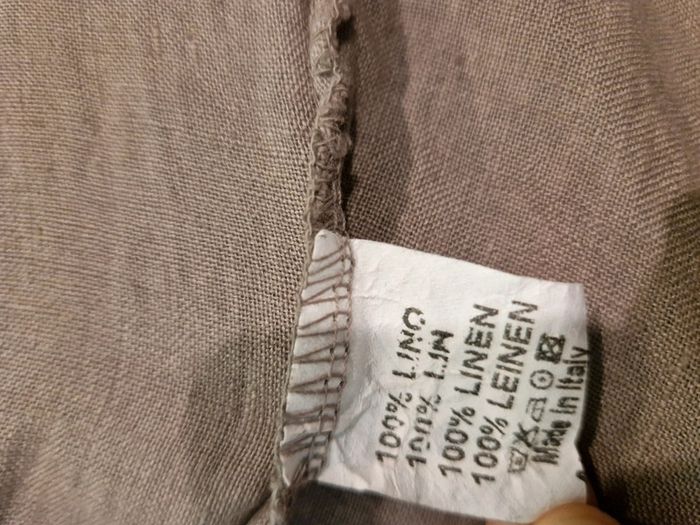 100% LINO
100% LIN
100% LINEN
100% LEINEN
Made in Italy